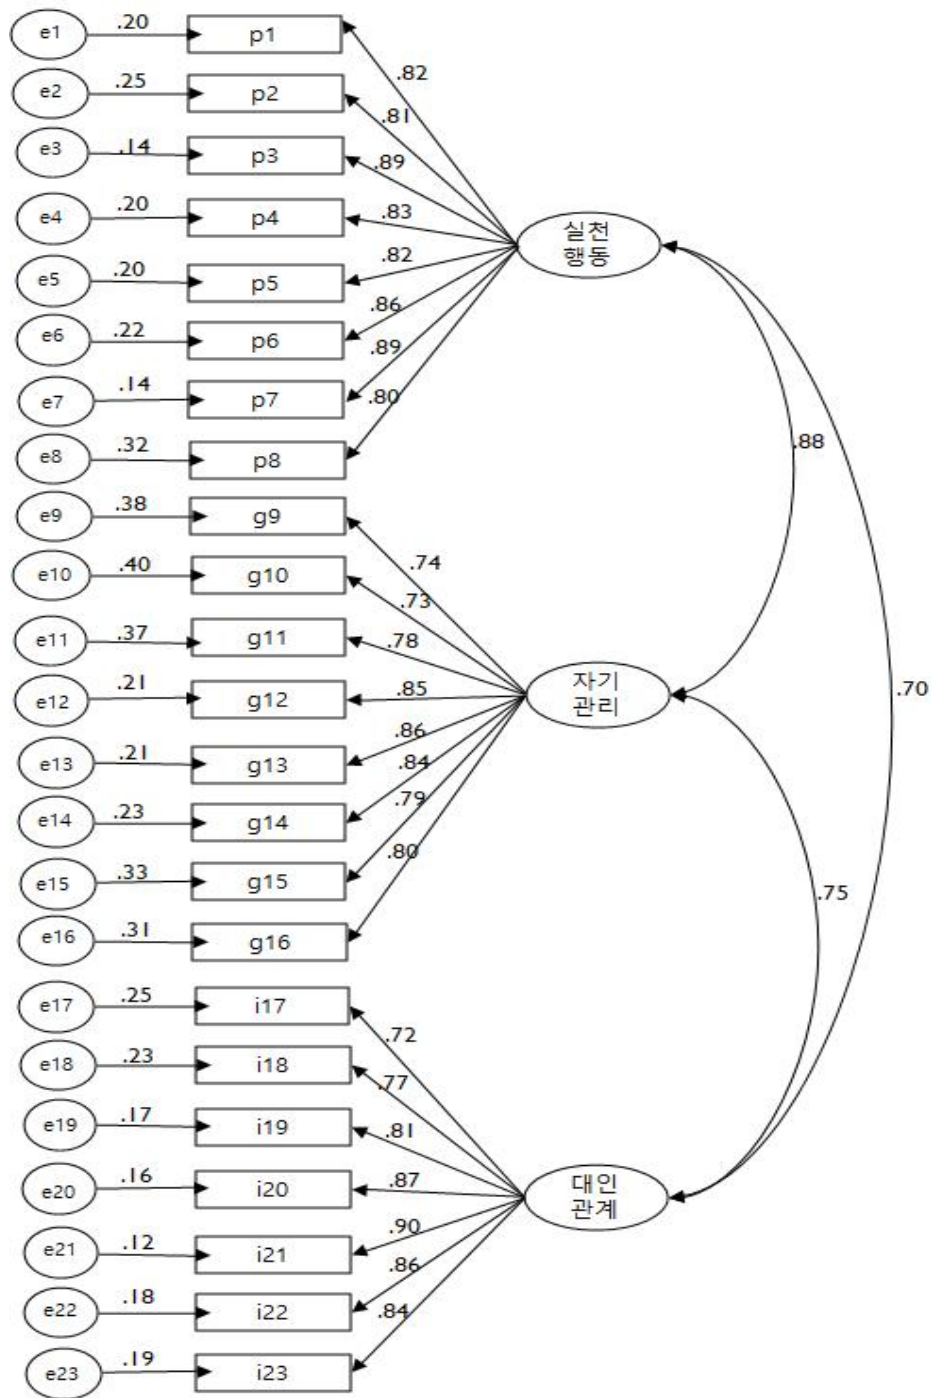 e1 .20 p1 .82
e2 .25 p2 .81
e3 .14 p3 .89
e4 .20 p4 .83
실천
행동
e5 .20 p5 .82
e6 .22 p6 .86
e7 .14 p7 .89
e8 .32 p8 .80
.88
e9 .38 g9 .74
e10 .40 g10 .73
e11 .37 g11 .78
e12 .21 g12 .85
자기
관리
.70
e13 .21 g13 .86
e14 .23 g14 .84
e15 .33 g15 .79
e16 .31 g16 .80
.75
e17 .25 i17 .72
e18 .23 i18 .77
e19 .17 i19 .81
e20 .16 i20 .87
대인
관계
e21 .12 i21 .90
e22 .18 i22 .86
e23 .19 i23 .84